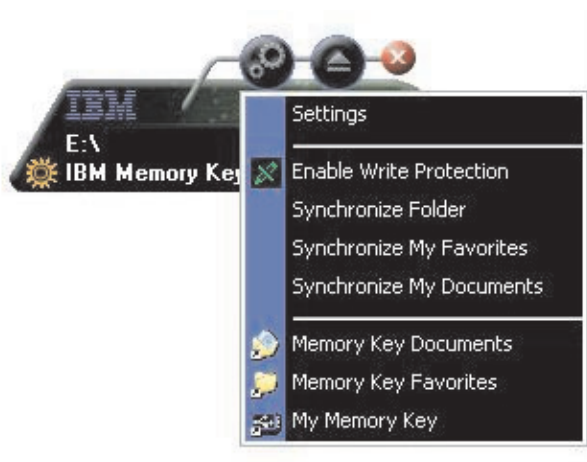 IBM
E:\
IBM Memory Key
Settings
Enable Write Protection
Synchronize Folder
Synchronize My Favorites
Synchronize My Documents
Memory Key Documents
Memory Key Favorites
My Memory Key